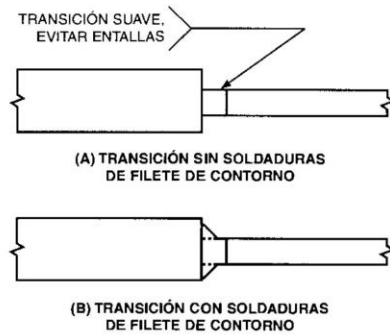 TRANSICIÓN SUAVE,
EVITAR ENTALLAS
(A) TRANSICIÓN SIN SOLDADURAS
DE FILETE DE CONTORNO
(B) TRANSICIÓN CON SOLDADURAS
DE FILETE DE CONTORNO